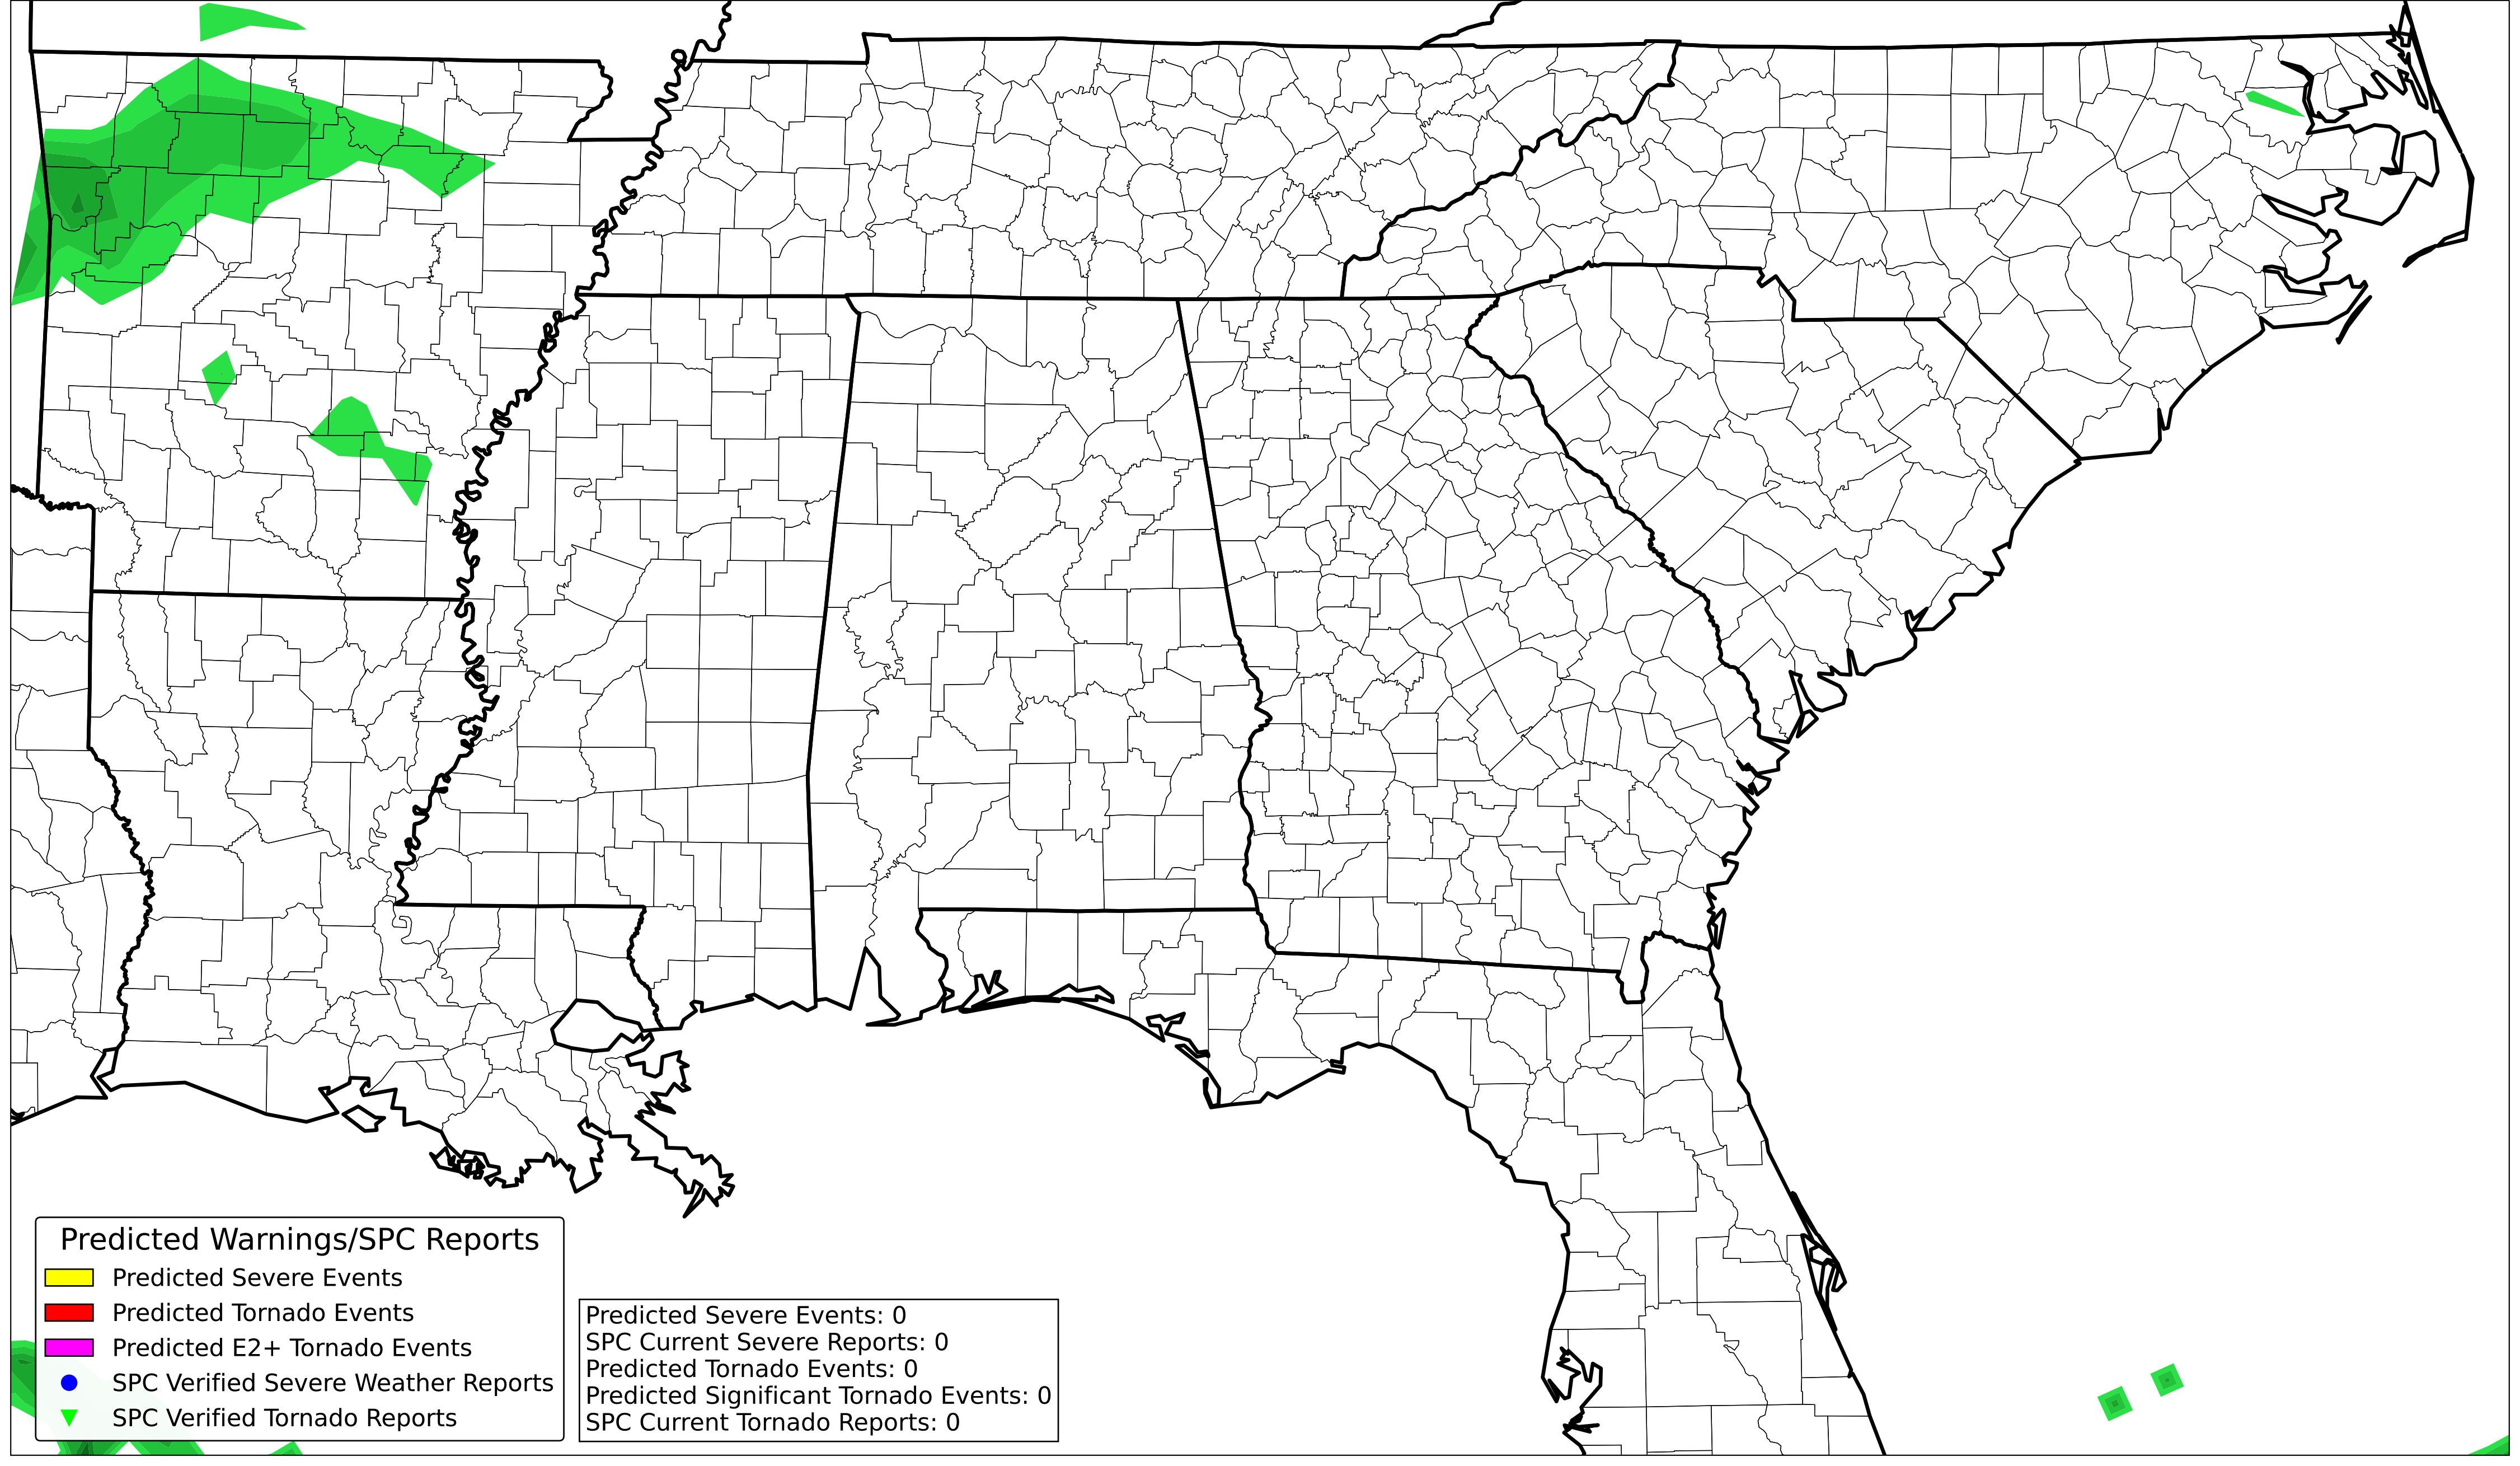 Predicted Warnings/SPC Reports
Predicted Severe Events
Predicted Tornado Events
Predicted E2+ Tornado Events
SPC Verified Severe Weather Reports
SPC Verified Tornado Reports
Predicted Severe Events: 0
SPC Current Severe Reports: 0
Predicted Tornado Events: 0
Predicted Significant Tornado Events: 0
SPC Current Tornado Reports: 0